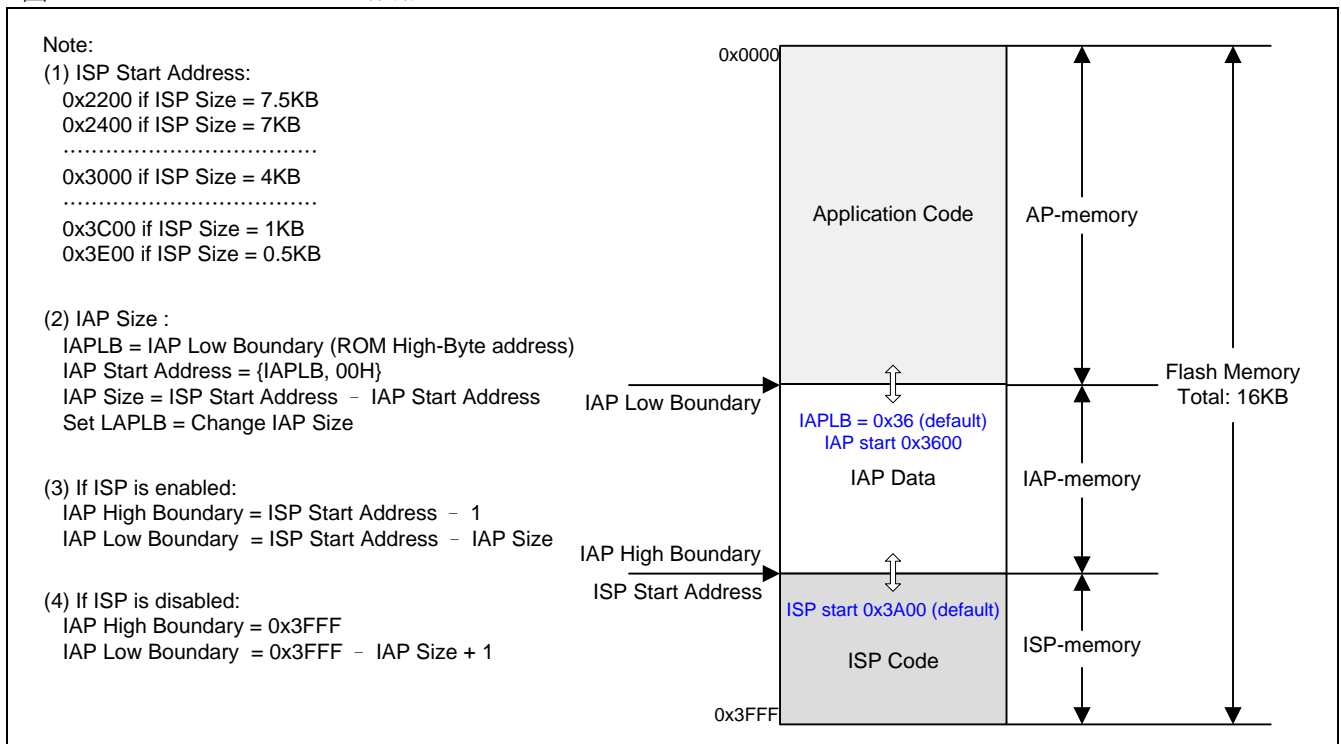 图
Note:
(1) ISP Start Address:
0x2200 if ISP Size = 7.5KB
0x2400 if ISP Size = 7KB
....................................
0x3000 if ISP Size = 4KB
....................................
0x3C00 if ISP Size = 1KB
0x3E00 if ISP Size = 0.5KB
(2) IAP Size :
IAPLB = IAP Low Boundary (ROM High-Byte address)
IAP Start Address = {IAPLB, 00H}
IAP Size = ISP Start Address – IAP Start Address
Set LAPLB = Change IAP Size
(3) If ISP is enabled:
IAP High Boundary = ISP Start Address – 1
IAP Low Boundary = ISP Start Address – IAP Size
(4) If ISP is disabled:
IAP High Boundary = 0x3FFF
IAP Low Boundary = 0x3FFF – IAP Size + 1
0x0000
Application Code
AP-memory
IAP Low Boundary
IAPLB = 0x36 (default)
IAP start 0x3600
IAP Data
IAP-memory
Flash Memory
Total: 16KB
IAP High Boundary
ISP Start Address
ISP start 0x3A00 (default)
ISP Code
ISP-memory
0x3FFF